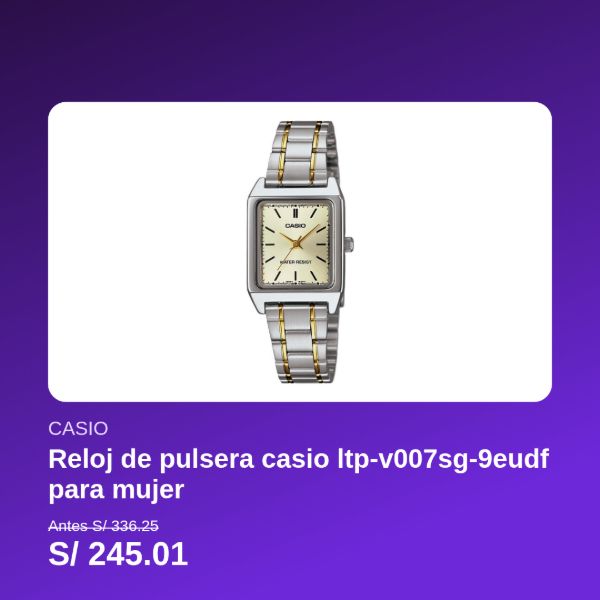 CASIO
WATER RESIST
CASIO
Reloj de pulsera casio ltp-v007sg-9eudf
para mujer
Antes S/ 336.25
S/ 245.01